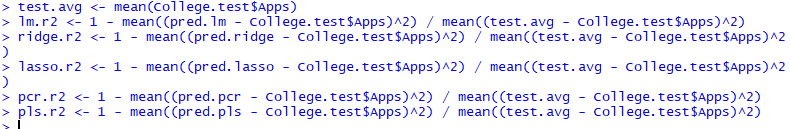 > test.avg <- mean(College.test$Apps)
> lm.r2 <- 1 - mean((pred.lm - College.test$Apps)^2) / mean((test.avg - College.test$Apps)^2)
> ridge.r2 <- 1 - mean((pred.ridge - College.test$Apps)^2) / mean((test.avg - College.test$Apps)^2
)
> lasso.r2 <- 1 - mean((pred.lasso - College.test$Apps)^2) / mean((test.avg - College.test$Apps)^2
)
> pcr.r2 <- 1 - mean((pred.pcr - College.test$Apps)^2) / mean((test.avg - College.test$Apps)^2)
> pls.r2 <- 1 - mean((pred.pls - College.test$Apps)^2) / mean((test.avg - College.test$Apps)^2)
>